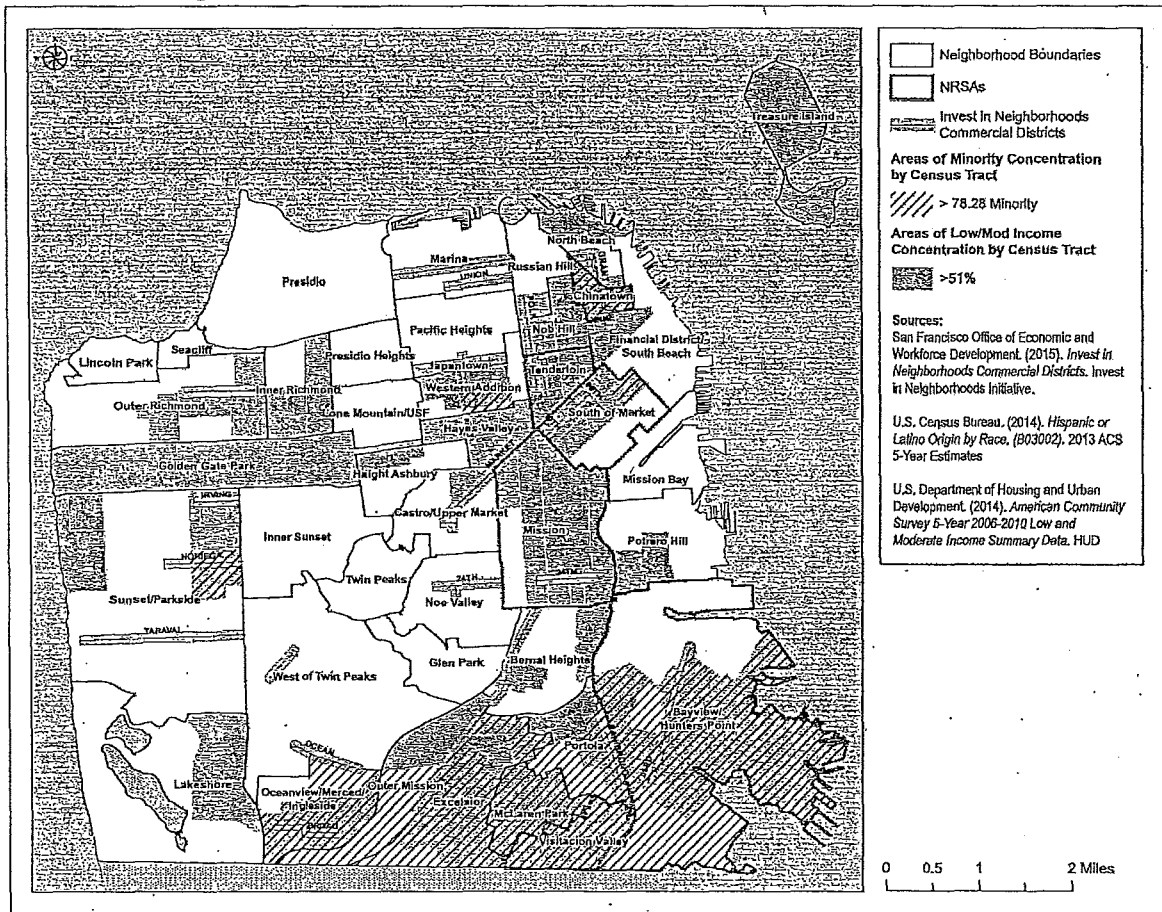 Neighborhood Boundaries
NRSAs
Invest In Neighborhoods
Commercial Districts
Areas of Minority Concentration
by Census Tract
> 78.28 Minority
Areas of Low/Mod Income
Concentration by Census Tract
>51%
Sources:
San Francisco Office of Economic and
Workforce Development. (2015). Invest in
Neighborhoods Commercial Districts. Invest
in Neighborhoods Initiative.
U.S. Census Bureau. (2014). Hispanic or
Latino Origin by Race. (B03002). 2013 ACS
5-Year Estimates
U.S. Department of Housing and Urban
Development. (2014). American Community
Survey 5-Year 2006-2010 Low and
Moderate Income Summary Data. HUD
0 0.5 1 2 Miles
Treasure Island
North Beach
Marina
UNION
Russian Hill
GRANT
Presidio
Chinatown
Pacific Heights
Nob Hill
Financial District/
South Beach
Lincoln Park
Seacliff
Presidio Heights
Japantown
Tenderloin
Western Addition
Inner Richmond
Outer Richmond
Lone Mountain/USF
South of Market
Hayes Valley
MARKET
Golden Gate Park
Haight Ashbury
Mission Bay
IRVING
Castro/Upper Market
Inner Sunset
Mission
Potrero Hill
NORIEGA
Twin Peaks
24TH
24TH
Sunset/Parkside
Noe Valley
TARAVAL
Glen Park
Bernal Heights
West of Twin Peaks
Bayview/
Hunters Point
OCEAN
Portola
Lakeshore
Oceanview/Merced/
Ingleside
Outer Mission
Excelsior
McLaren Park
BROAD
Visitacion Valley